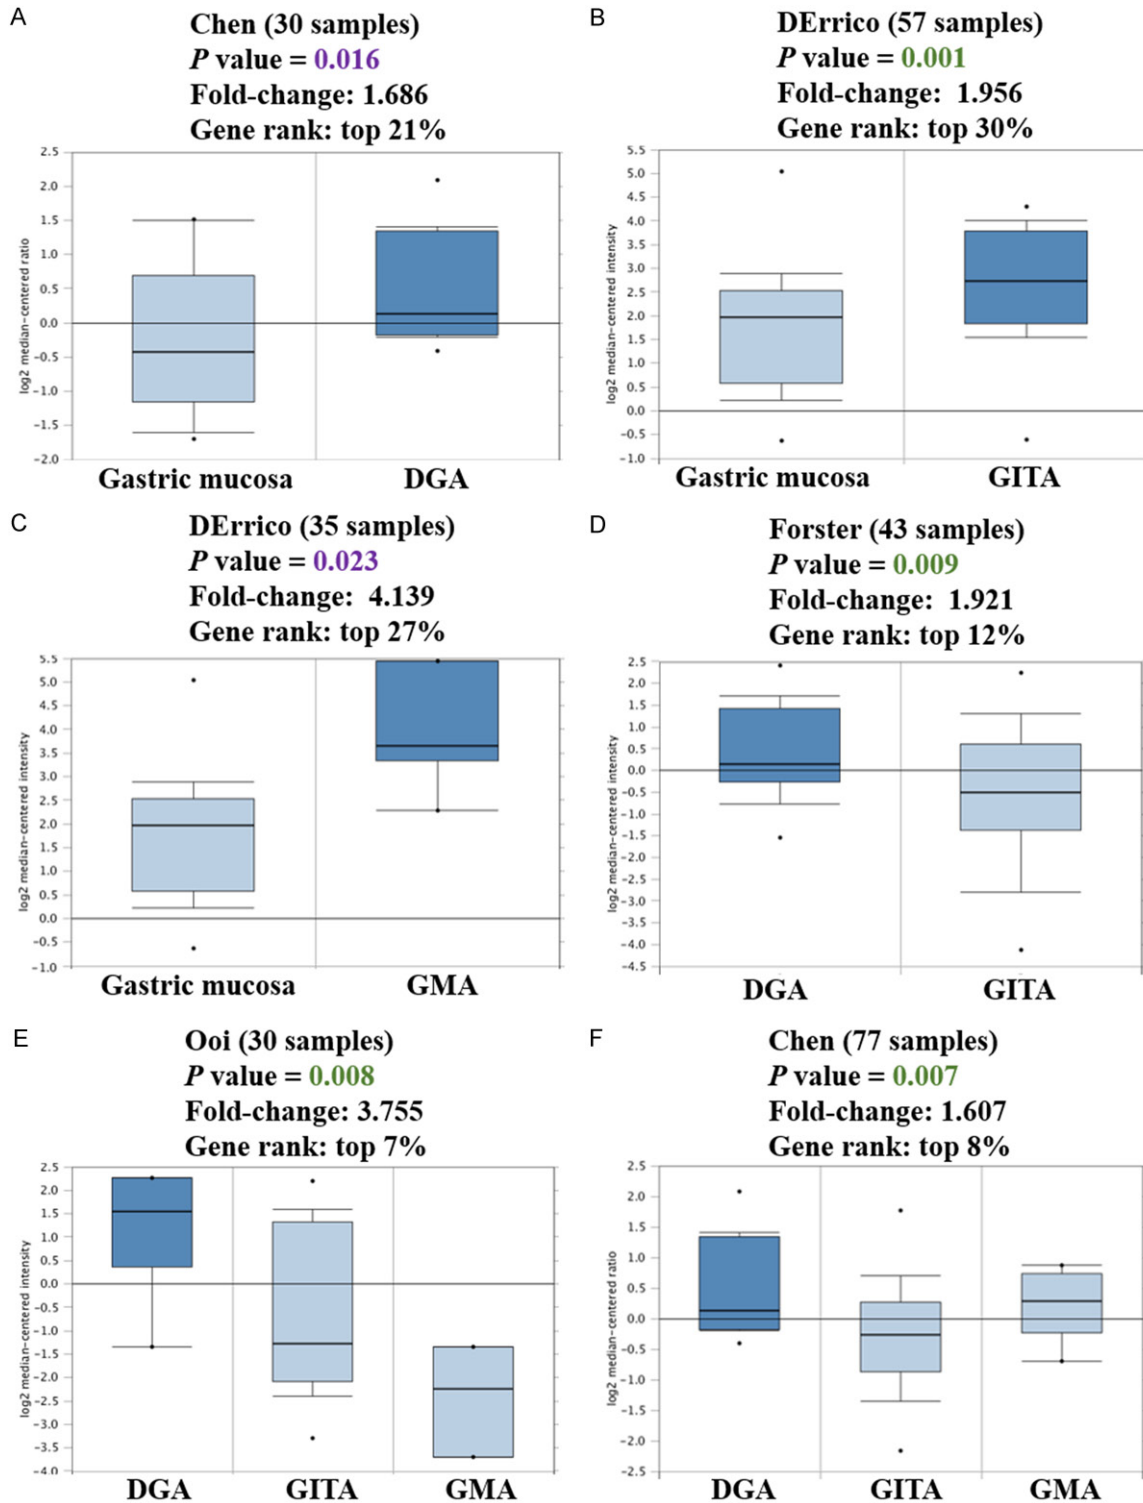 A
Chen (30 samples)
P value = 0.016
Fold-change: 1.686
Gene rank: top 21%
2.5
2.0
1.5
1.0
0.5
0.0
−0.5
−1.0
−1.5
−2.0
log2 median-centered ratio
Gastric mucosa
DGA
B
DErrico (57 samples)
P value = 0.001
Fold-change: 1.956
Gene rank: top 30%
5.5
5.0
4.5
4.0
3.5
3.0
2.5
2.0
1.5
1.0
0.5
0.0
−0.5
−1.0
log2 median-centered intensity
Gastric mucosa
GITA
C
DErrico (35 samples)
P value = 0.023
Fold-change: 4.139
Gene rank: top 27%
5.5
5.0
4.5
4.0
3.5
3.0
2.5
2.0
1.5
1.0
0.5
0.0
−0.5
−1.0
log2 median-centered intensity
Gastric mucosa
GMA
D
Forster (43 samples)
P value = 0.009
Fold-change: 1.921
Gene rank: top 12%
2.5
2.0
1.5
1.0
0.5
0.0
−0.5
−1.0
−1.5
−2.0
−2.5
−3.0
−3.5
−4.0
−4.5
log2 median-centered intensity
DGA
GITA
E
Ooi (30 samples)
P value = 0.008
Fold-change: 3.755
Gene rank: top 7%
2.5
2.0
1.5
1.0
0.5
0.0
−0.5
−1.0
−1.5
−2.0
−2.5
−3.0
−3.5
−4.0
log2 median-centered intensity
DGA
GITA
GMA
F
Chen (77 samples)
P value = 0.007
Fold-change: 1.607
Gene rank: top 8%
2.5
2.0
1.5
1.0
0.5
0.0
−0.5
−1.0
−1.5
−2.0
−2.5
log2 median-centered ratio
DGA
GITA
GMA